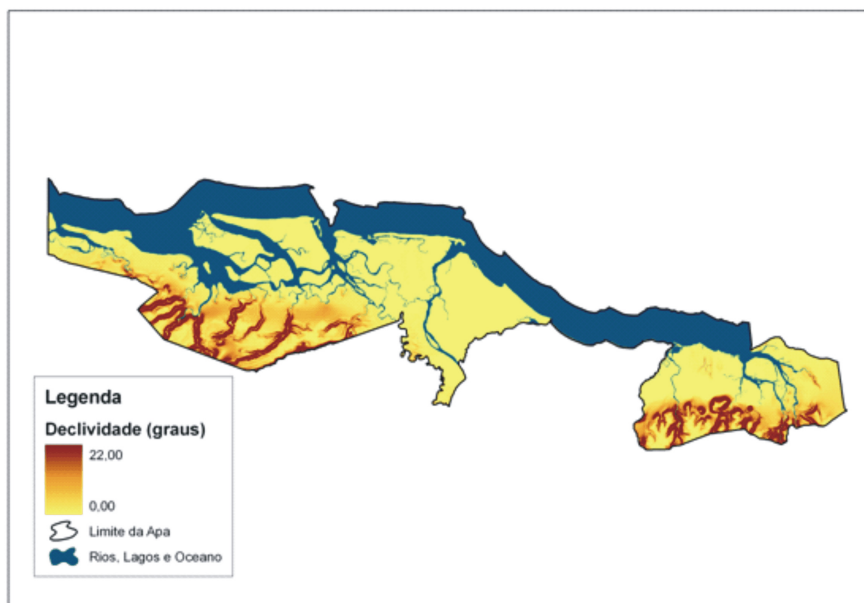 Legenda
Declividade (graus)
22,00
0,00
Limite da Apa
Rios, Lagos e Oceano